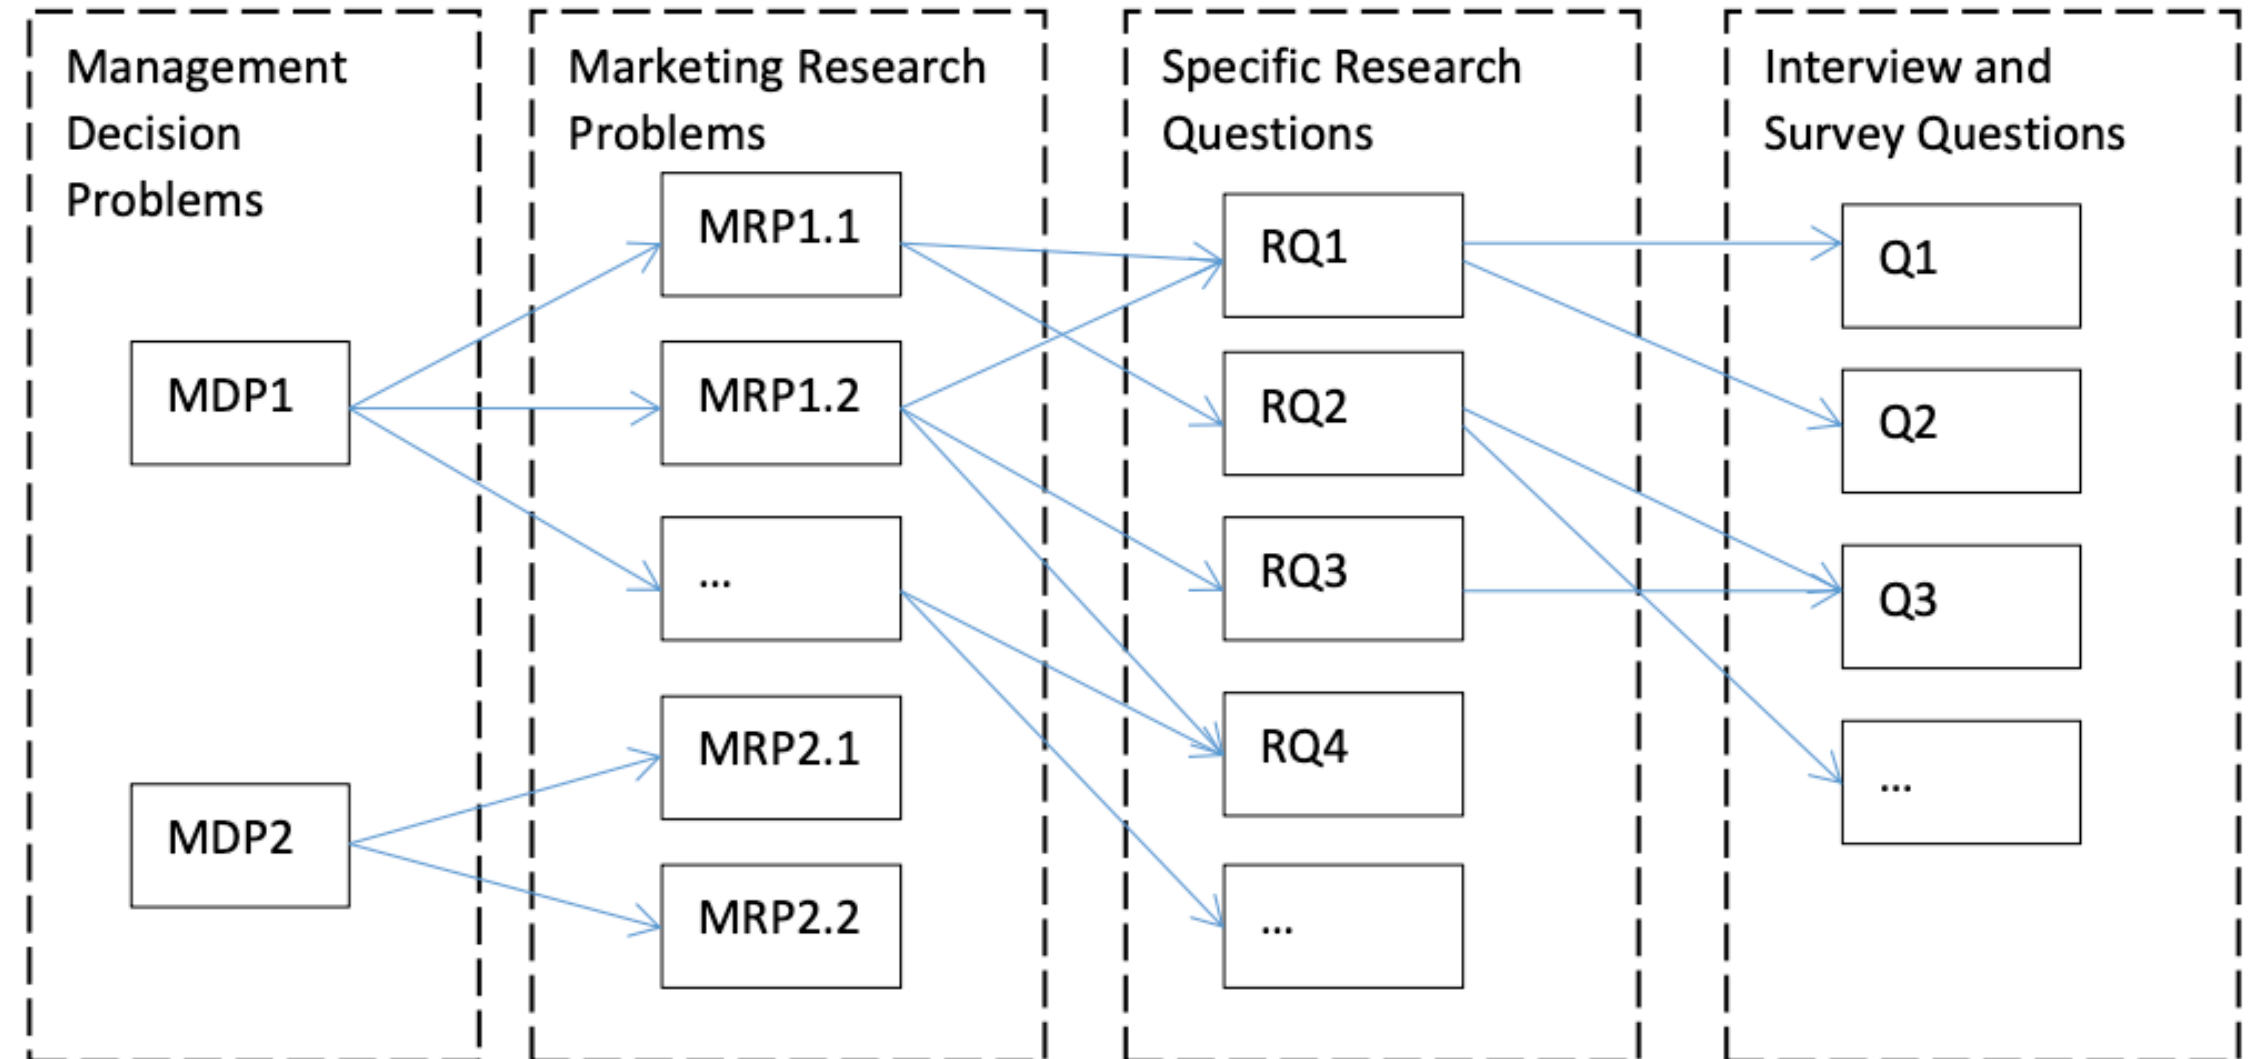 Management
Decision
Problems
MDP1
MDP2
Marketing Research
Problems
MRP1.1
MRP1.2
...
MRP2.1
MRP2.2
Specific Research
Questions
RQ1
RQ2
RQ3
RQ4
...
Interview and
Survey Questions
Q1
Q2
Q3
...